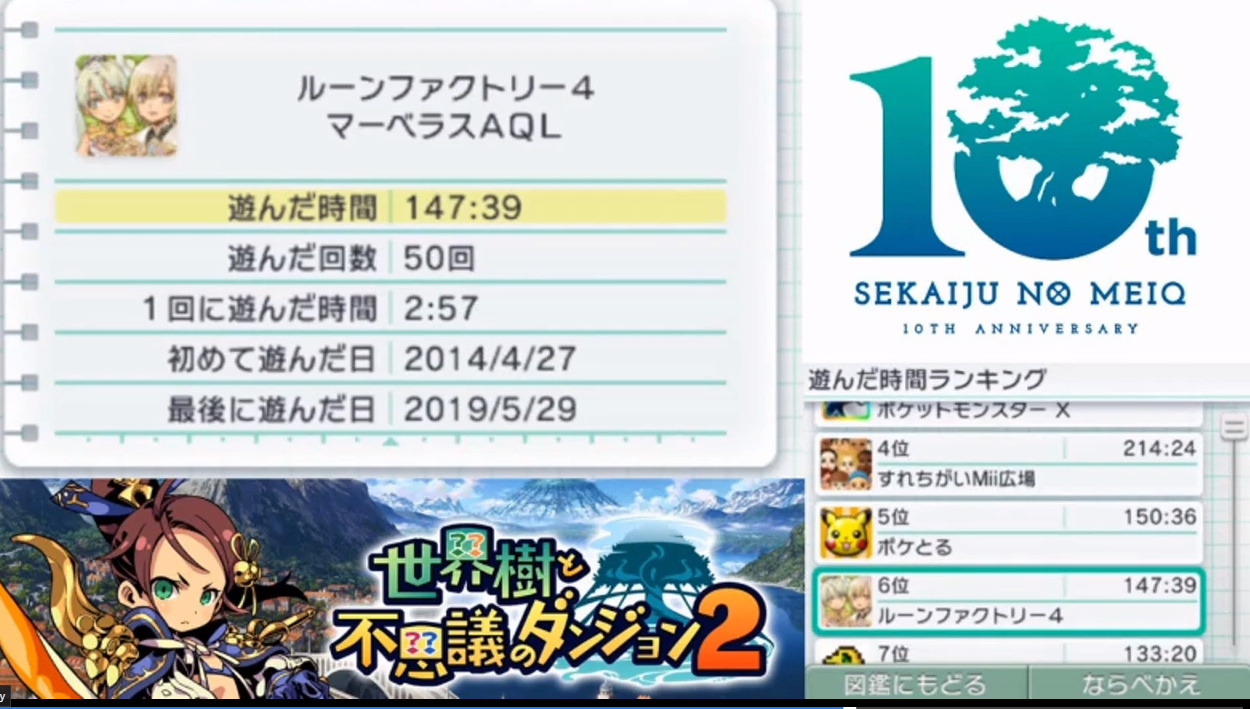 ルーンファクトリー4
マーベラスAQL
遊んだ時間 147:39
遊んだ回数 50回
1回に遊んだ時間 2:57
初めて遊んだ日 2014/4/27
最後に遊んだ日 2019/5/29
10th
SEKAIJU NO MEIQ
10TH ANNIVERSARY
遊んだ時間ランキング
ポケットモンスター X
4位 214:24
すれちがいMii広場
5位 150:36
ポケとる
6位 147:39
ルーンファクトリー4
7位 133:20
図鑑にもどる ならべかえ
世界樹と
不思議のダンジョン2
?? ??
y